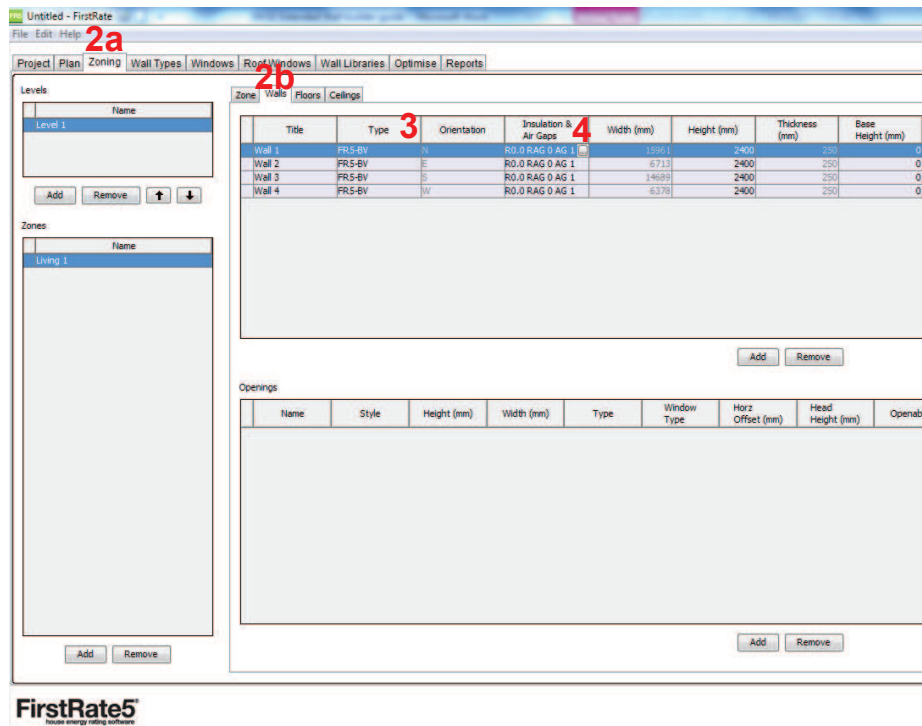 Untitled - FirstRate
File Edit Help
2a
Project Plan Zoning Wall Types Windows Roof Windows Wall Libraries Optimise Reports
2b
Levels
Zone Walls Floors Ceilings
Name
Level 1
Add Remove
Zones
Name
Living 1
Add Remove
3
4
Title Type Orientation Insulation & Air Gaps Width (mm) Height (mm) Thickness (mm) Base Height (mm)
Wall 1 FR5-BV N R0.0 RAG 0 AG 1 ... 15961 2400 250 0
Wall 2 FR5-BV E R0.0 RAG 0 AG 1 6713 2400 250 0
Wall 3 FR5-BV S R0.0 RAG 0 AG 1 14689 2400 250 0
Wall 4 FR5-BV W R0.0 RAG 0 AG 1 6378 2400 250 0
Add Remove
Openings
Name Style Height (mm) Width (mm) Type Window Type Horz Offset (mm) Head Height (mm) Openab
Add Remove
FirstRate5
house energy rating software